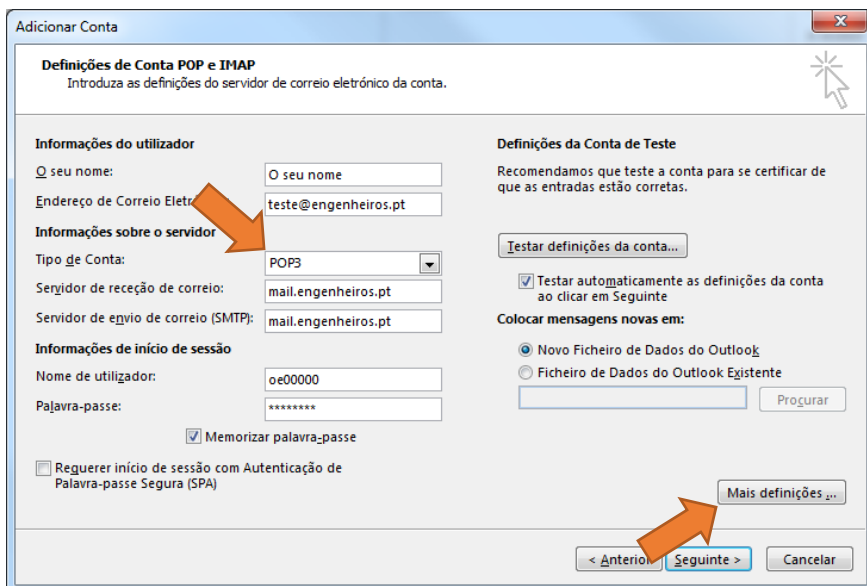 Adicionar Conta
Definições de Conta POP e IMAP
Introduza as definições do servidor de correio eletrónico da conta.
Informações do utilizador
O seu nome:
O seu nome
Endereço de Correio Eletr
teste@engenheiros.pt
Informações sobre o servidor
Tipo de Conta:
POP3
Servidor de receção de correio:
mail.engenheiros.pt
Servidor de envio de correio (SMTP):
mail.engenheiros.pt
Informações de início de sessão
Nome de utilizador:
oe00000
Palavra-passe:
********
Memorizar palavra-passe
Requerer início de sessão com Autenticação de
Palavra-passe Segura (SPA)
Definições da Conta de Teste
Recomendamos que teste a conta para se certificar de
que as entradas estão corretas.
Testar definições da conta...
Testar automaticamente as definições da conta
ao clicar em Seguinte
Colocar mensagens novas em:
Novo Ficheiro de Dados do Outlook
Ficheiro de Dados do Outlook Existente
Procurar
Mais definições ...
< Anterior
Seguinte >
Cancelar